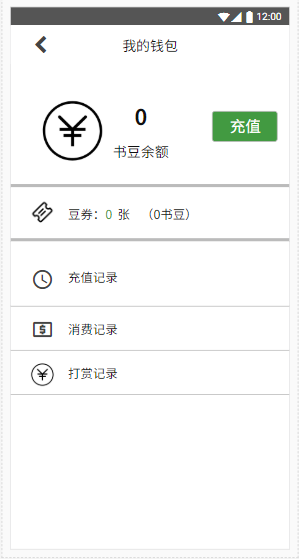 12:00
我的钱包
¥
0
充值
书豆余额
豆券：0 张 （0书豆）
充值记录
$ 消费记录
¥ 打赏记录